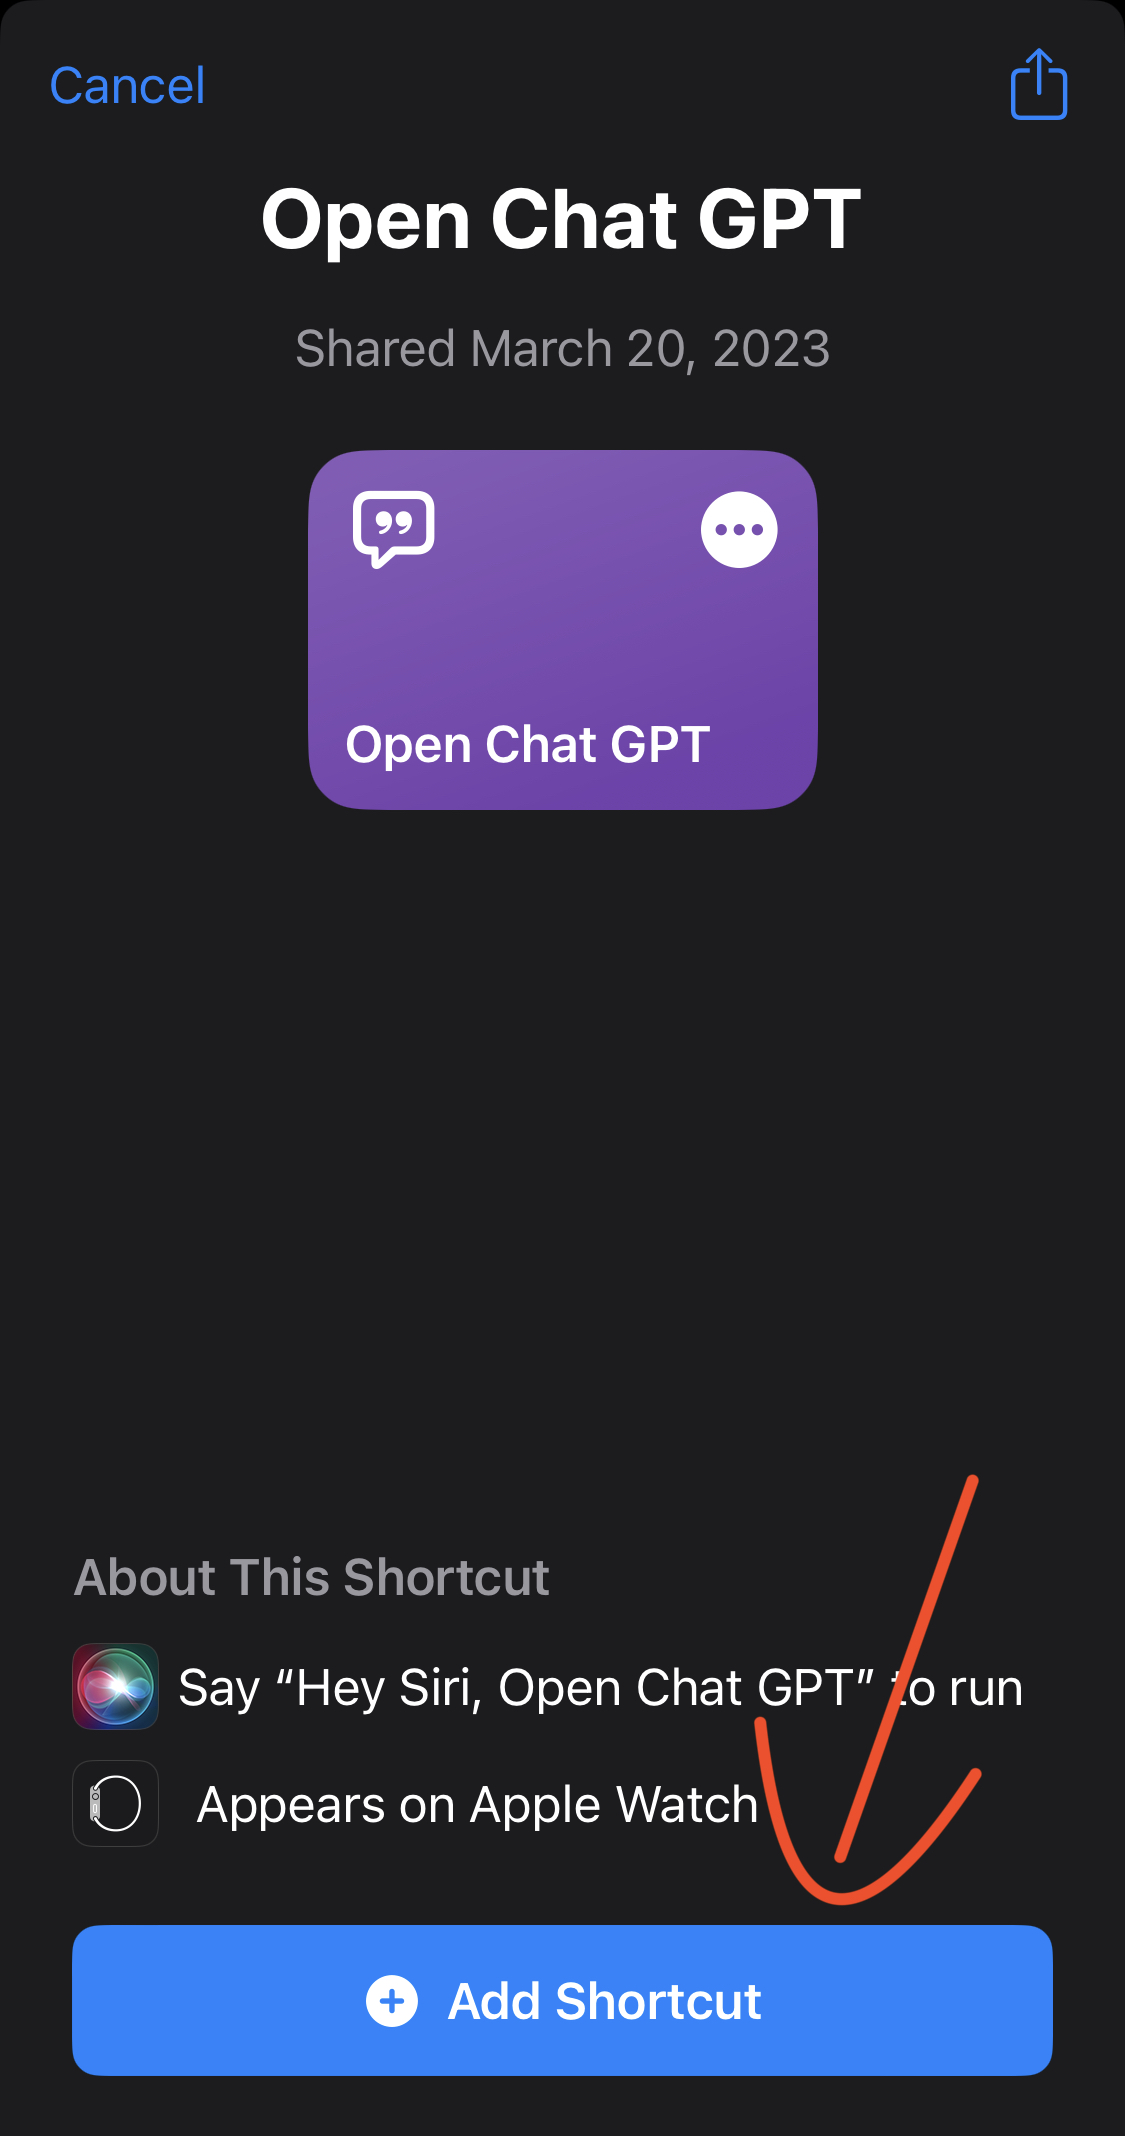 Cancel
Open Chat GPT
Shared March 20, 2023
Open Chat GPT
About This Shortcut
Say “Hey Siri, Open Chat GPT” to run
Appears on Apple Watch
Add Shortcut